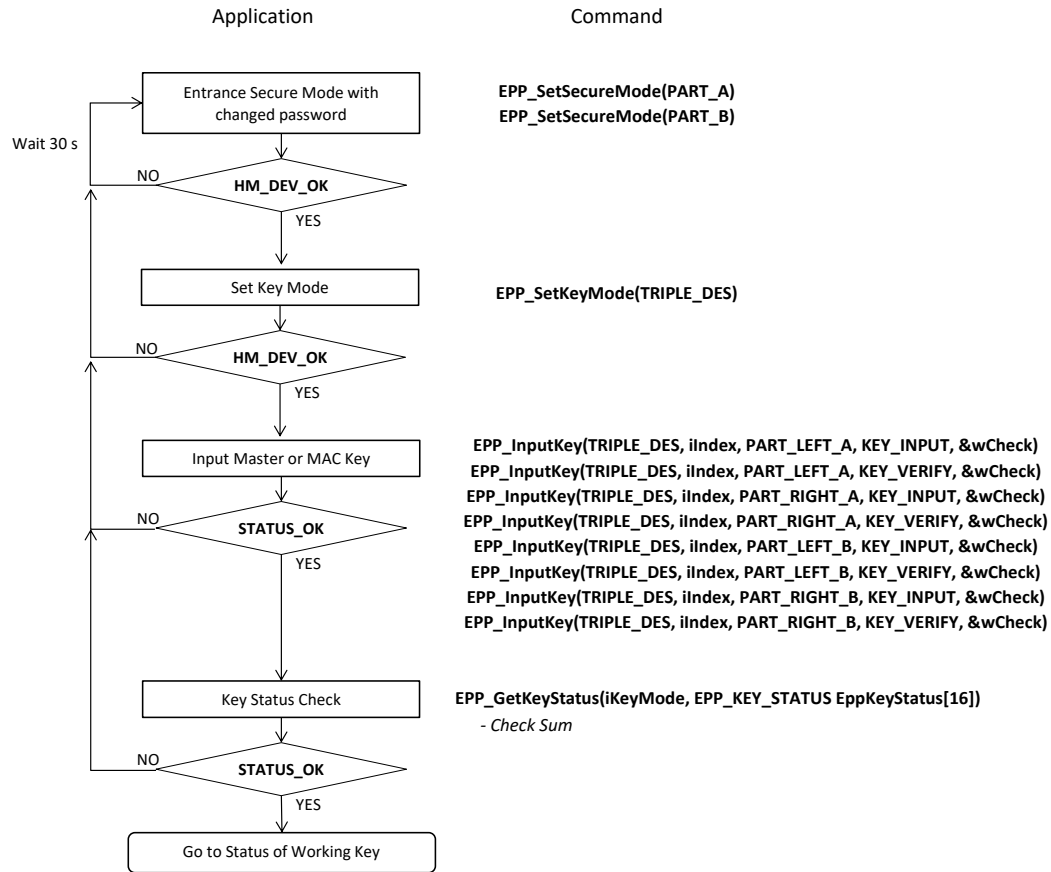 Application
Command
Entrance Secure Mode with
changed password
EPP_SetSecureMode(PART_A)
EPP_SetSecureMode(PART_B)
Wait 30 s
NO
HM_DEV_OK
YES
Set Key Mode
EPP_SetKeyMode(TRIPLE_DES)
NO
HM_DEV_OK
YES
Input Master or MAC Key
EPP_InputKey(TRIPLE_DES, iIndex, PART_LEFT_A, KEY_INPUT, &wCheck)
EPP_InputKey(TRIPLE_DES, iIndex, PART_LEFT_A, KEY_VERIFY, &wCheck)
EPP_InputKey(TRIPLE_DES, iIndex, PART_RIGHT_A, KEY_INPUT, &wCheck)
EPP_InputKey(TRIPLE_DES, iIndex, PART_RIGHT_A, KEY_VERIFY, &wCheck)
EPP_InputKey(TRIPLE_DES, iIndex, PART_LEFT_B, KEY_INPUT, &wCheck)
EPP_InputKey(TRIPLE_DES, iIndex, PART_LEFT_B, KEY_VERIFY, &wCheck)
EPP_InputKey(TRIPLE_DES, iIndex, PART_RIGHT_B, KEY_INPUT, &wCheck)
EPP_InputKey(TRIPLE_DES, iIndex, PART_RIGHT_B, KEY_VERIFY, &wCheck)
NO
STATUS_OK
YES
Key Status Check
EPP_GetKeyStatus(iKeyMode, EPP_KEY_STATUS EppKeyStatus[16])
- Check Sum
NO
STATUS_OK
YES
Go to Status of Working Key